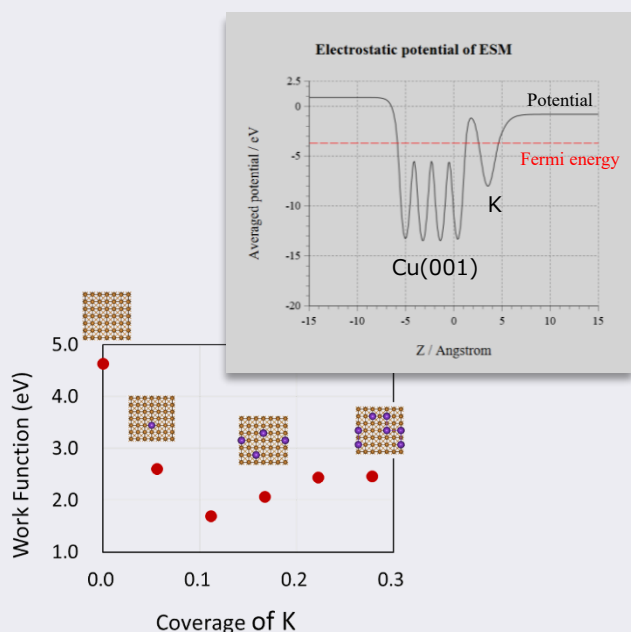 Electrostatic potential of ESM
2.5
0
-5
-10
-15
-20
Averaged potential / eV
Potential
Fermi energy
K
Cu(001)
-15
-10
-5
0
5
10
15
Z / Angstrom
5.0
4.0
3.0
2.0
1.0
Work Function (eV)
0.0
0.1
0.2
0.3
Coverage of K